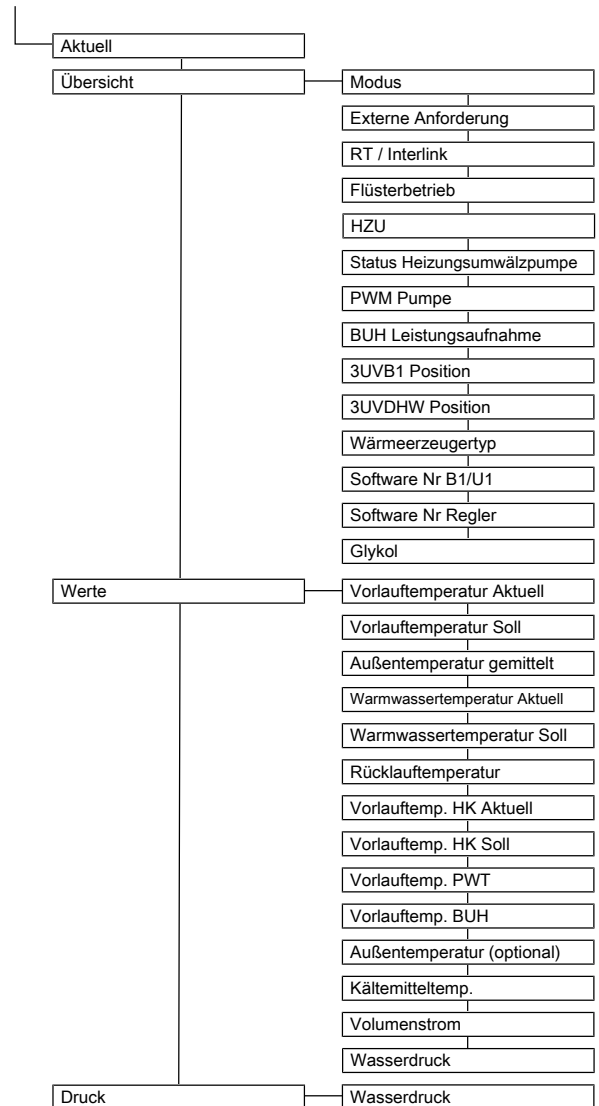 Aktuell
Übersicht
Modus
Externe Anforderung
RT / Interlink
Flüsterbetrieb
HZU
Status Heizungsumwälzpumpe
PWM Pumpe
BUH Leistungsaufnahme
3UVB1 Position
3UVDHW Position
Wärmeerzeugertyp
Software Nr B1/U1
Software Nr Regler
Glykol
Werte
Vorlauftemperatur Aktuell
Vorlauftemperatur Soll
Außentemperatur gemittelt
Warmwassertemperatur Aktuell
Warmwassertemperatur Soll
Rücklauftemperatur
Vorlauftemp. HK Aktuell
Vorlauftemp. HK Soll
Vorlauftemp. PWT
Vorlauftemp. BUH
Außentemperatur (optional)
Kältemitteltemp.
Volumenstrom
Wasserdruck
Druck
Wasserdruck